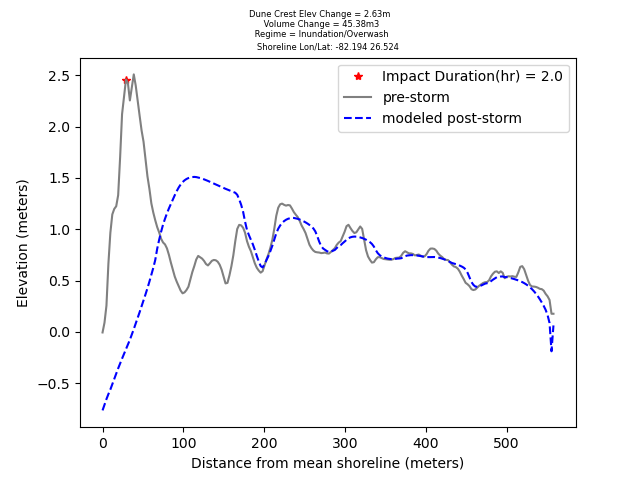 Dune Crest Elev Change = 2.63m
Volume Change = 45.38m3
Regime = Inundation/Overwash
Shoreline Lon/Lat: -82.194 26.524
Impact Duration(hr) = 2.0
pre-storm
modeled post-storm
Elevation (meters)
2.5
2.0
1.5
1.0
0.5
0.0
−0.5
0 100 200 300 400 500
Distance from mean shoreline (meters)